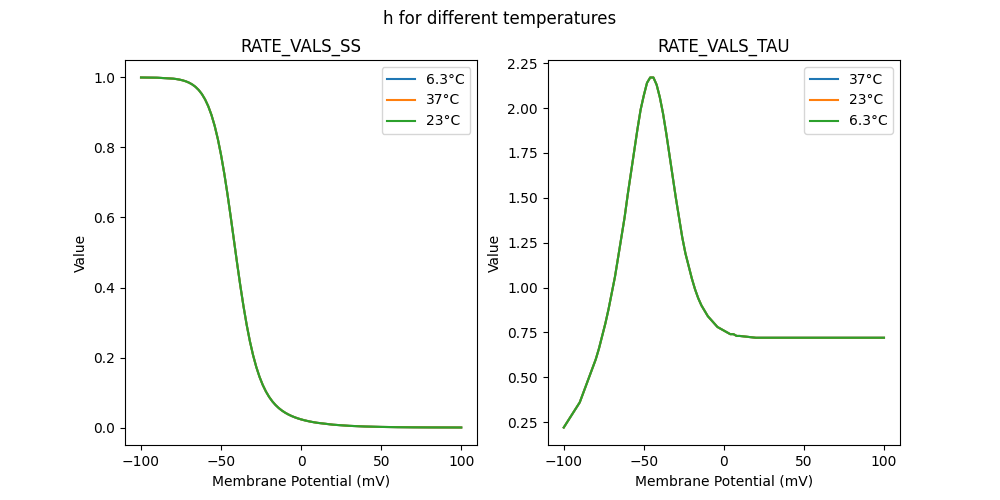 h for different temperatures
RATE_VALS_SS
1.0
0.8
0.6
0.4
0.2
0.0
Value
6.3°C
37°C
23°C
−100
−50
0
50
100
Membrane Potential (mV)
RATE_VALS_TAU
2.25
2.00
1.75
1.50
1.25
1.00
0.75
0.50
0.25
Value
37°C
23°C
6.3°C
−100
−50
0
50
100
Membrane Potential (mV)